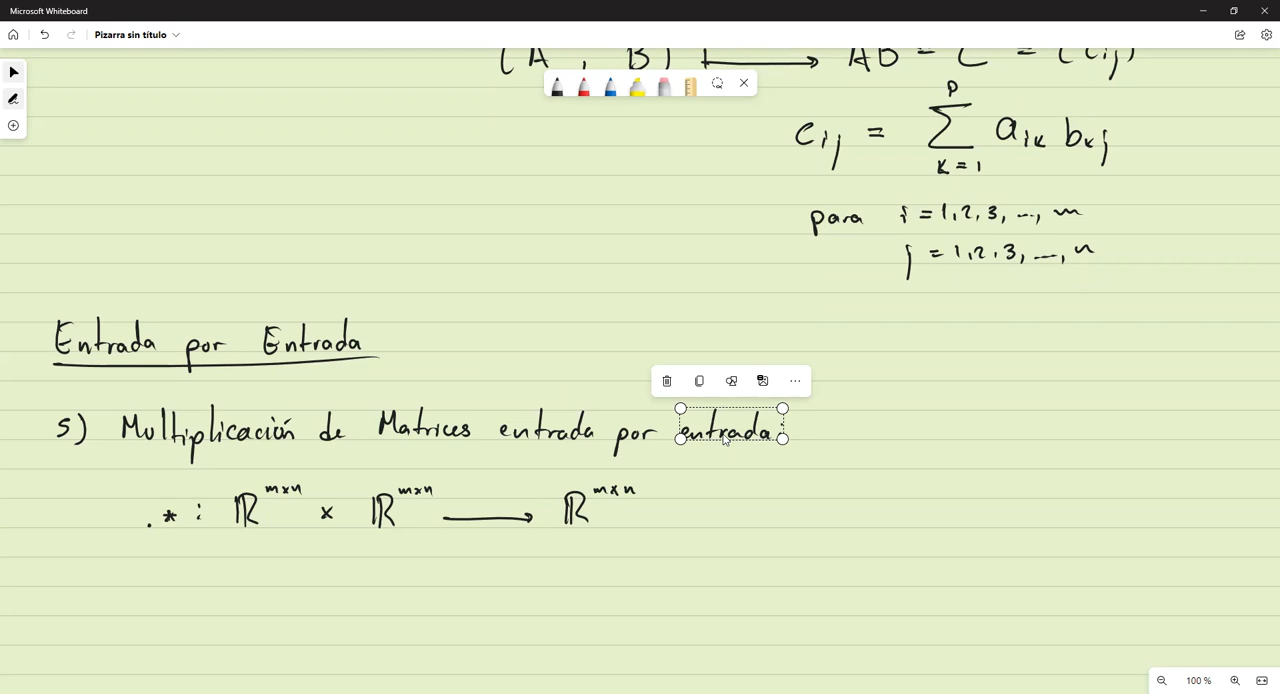 Microsoft Whiteboard
Pizarra sin título
(A , B) ⟼ AB = C = (cij)
cij = ∑ p k=1 aik bkj
para i = 1,2,3, ..., m
j = 1,2,3, ..., n
Entrada por Entrada
5) Multiplicación de Matrices entrada por entrada.
.* : ℝ^m×n × ℝ^m×n ⟶ ℝ^m×n
100 %